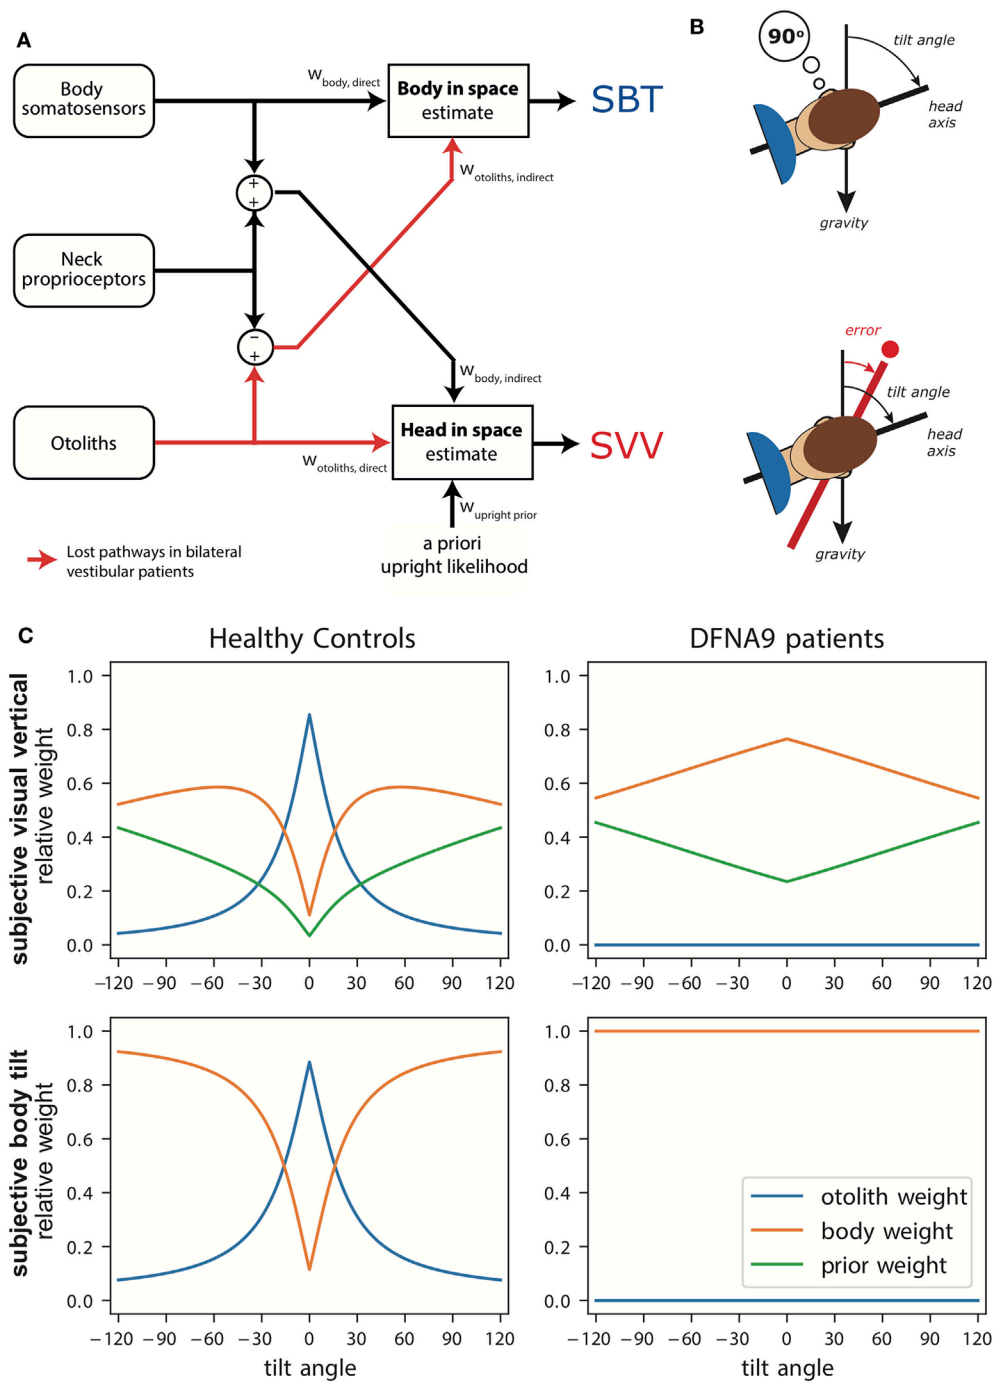 A
Body
somatosensors
Wbody, direct
Body in space
estimate
SBT
Wotoliths, indirect
+
+
Neck
proprioceptors
−
+
Wbody, indirect
Otoliths
Wotoliths, direct
Head in space
estimate
SVV
Wupright prior
a priori
upright likelihood
Lost pathways in bilateral
vestibular patients
B
90°
tilt angle
head
axis
gravity
error
tilt angle
head
axis
gravity
C
Healthy Controls
DFNA9 patients
subjective visual vertical
relative weight
1.0
0.8
0.6
0.4
0.2
0.0
−120 −90 −60 −30 0 30 60 90 120
1.0
0.8
0.6
0.4
0.2
0.0
−120 −90 −60 −30 0 30 60 90 120
subjective body tilt
relative weight
1.0
0.8
0.6
0.4
0.2
0.0
−120 −90 −60 −30 0 30 60 90 120
tilt angle
1.0
0.8
0.6
0.4
0.2
0.0
otolith weight
body weight
prior weight
−120 −90 −60 −30 0 30 60 90 120
tilt angle